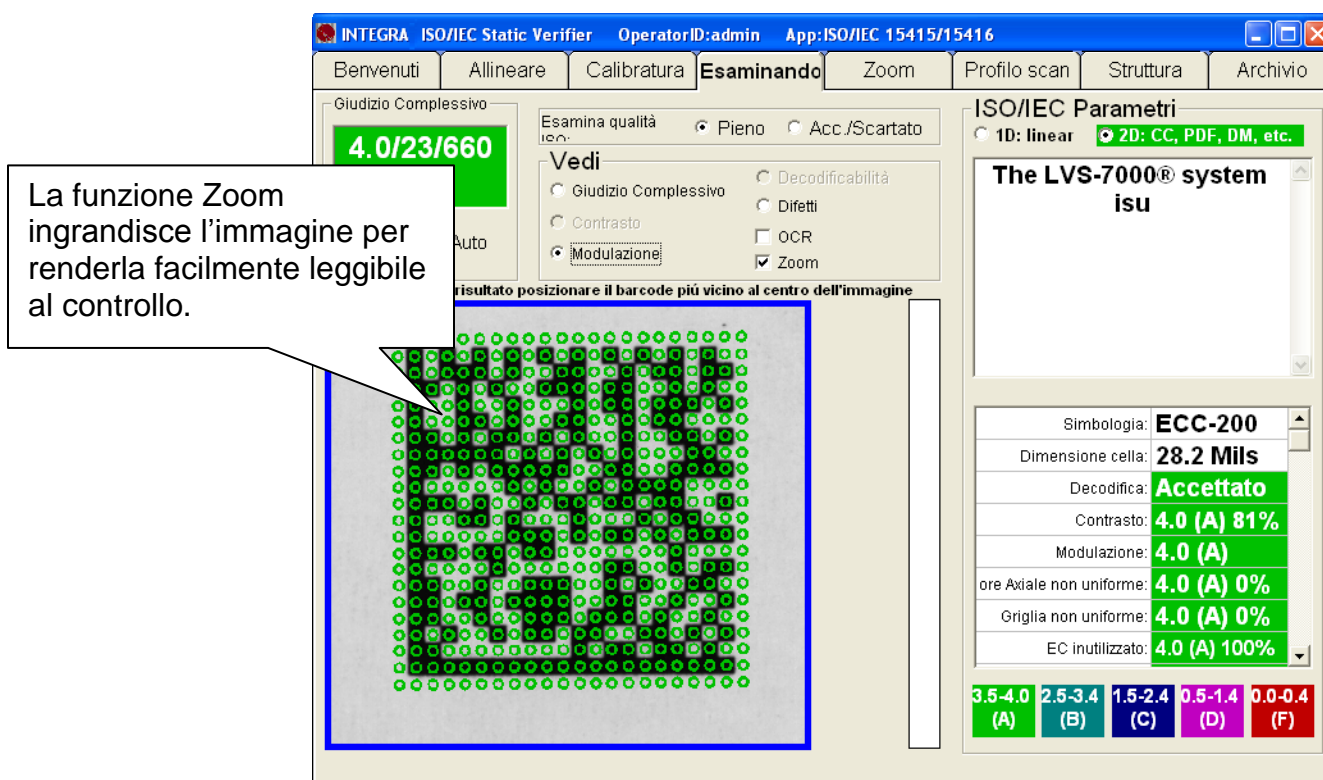 INTEGRA ISO/IEC Static Verifier OperatorID:admin App:ISO/IEC 15415/15416
Benvenuti Allineare Calibratura Esaminando Zoom Profilo scan Struttura Archivio
Giudizio Complessivo
4.0/23/660
Auto
La funzione Zoom
ingrandisce l'immagine per
renderla facilmente leggibile
al controllo.
Esamina qualità
ISO:
Pieno Acc./Scartato
Vedi
Giudizio Complessivo
Contrasto
Modulazione
Decodificabilità
Difetti
OCR
Zoom
risultato posizionare il barcode piú vicino al centro dell'immagine
ISO/IEC Parametri
1D: linear 2D: CC, PDF, DM, etc.
The LVS-7000® system
isu
Simbologia: ECC-200
Dimensione cella: 28.2 Mils
Decodifica: Accettato
Contrasto: 4.0 (A) 81%
Modulazione: 4.0 (A)
ore Axiale non uniforme: 4.0 (A) 0%
Griglia non uniforme: 4.0 (A) 0%
EC inutilizzato: 4.0 (A) 100%
3.5-4.0 2.5-3.4 1.5-2.4 0.5-1.4 0.0-0.4
(A) (B) (C) (D) (F)